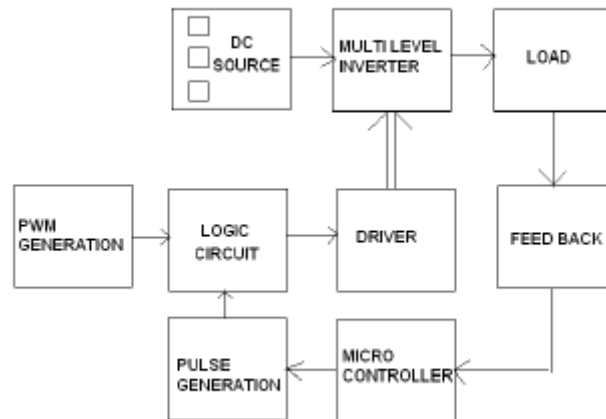 DC
SOURCE
MULTI LEVEL
INVERTER
LOAD
PWM
GENERATION
LOGIC
CIRCUIT
DRIVER
FEED BACK
PULSE
GENERATION
MICRO
CONTROLLER